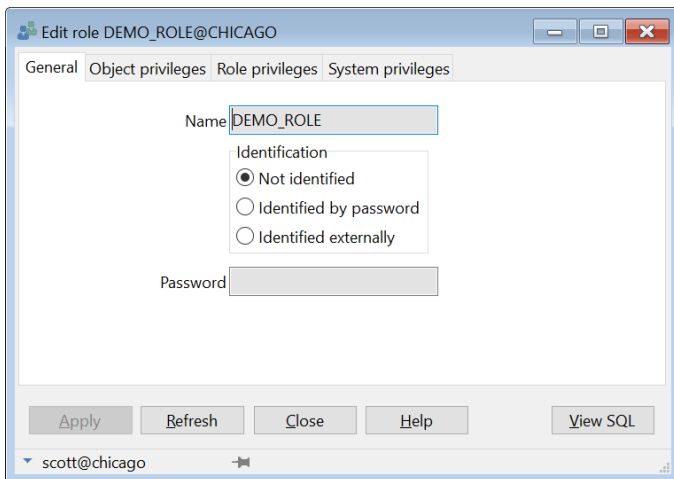 Edit role DEMO_ROLE@CHICAGO
General Object privileges Role privileges System privileges
Name DEMO_ROLE
Identification
Not identified
Identified by password
Identified externally
Password
Apply Refresh Close Help View SQL
scott@chicago